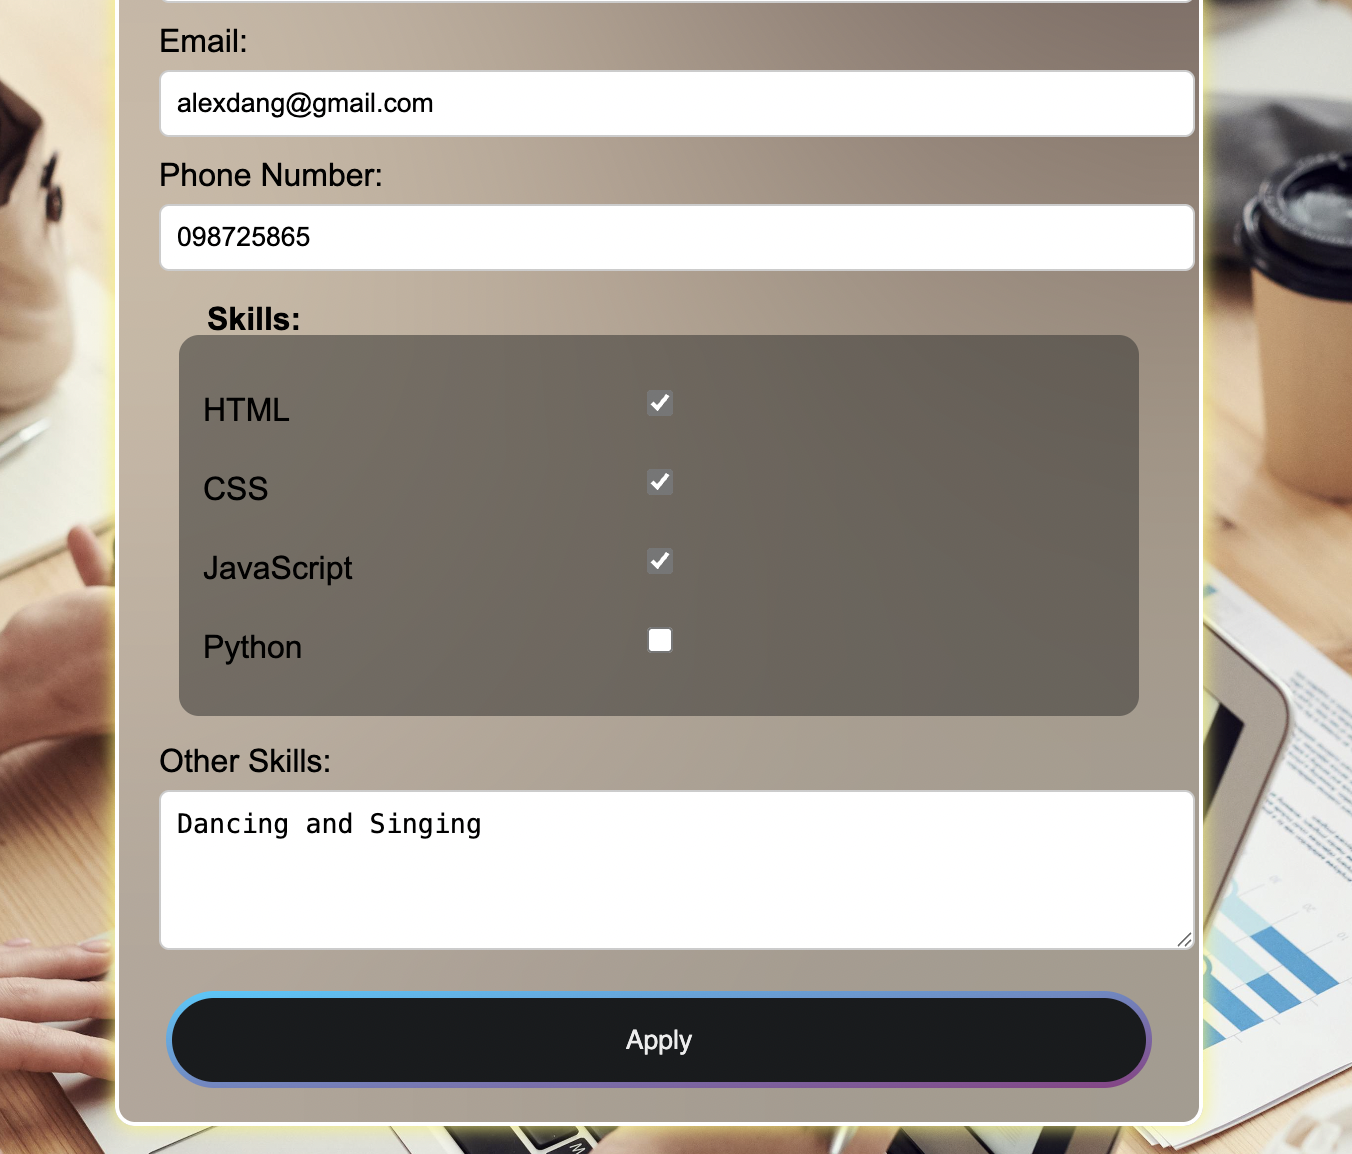 Email:
alexdang@gmail.com
Phone Number:
098725865
Skills:
HTML
CSS
JavaScript
Python
Other Skills:
Dancing and Singing
Apply